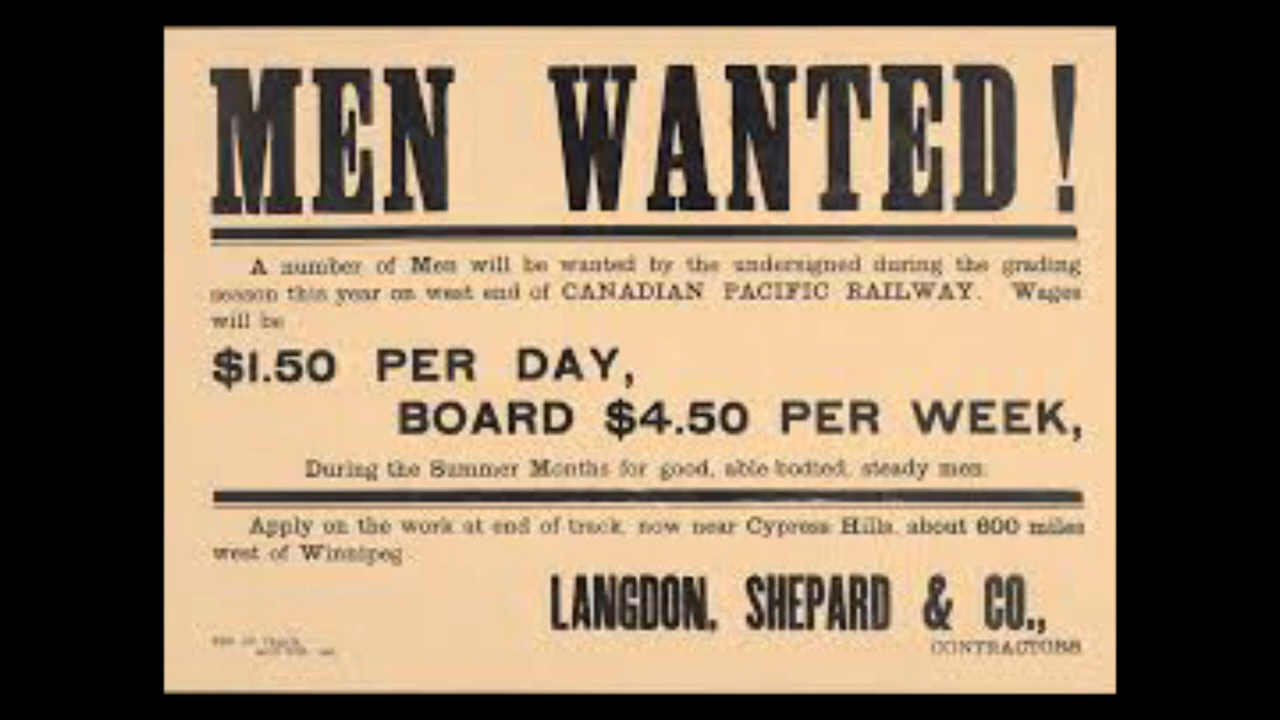 MEN WANTED!
A number of Men will be wanted by the undersigned during the grading
season this year on west end of CANADIAN PACIFIC RAILWAY. Wages
will be
$1.50 PER DAY,
BOARD $4.50 PER WEEK,
During the Summer Months for good, able-bodied, steady men.
Apply on the work at end of track, now near Cypress Hills, about 600 miles
west of Winnipeg.
LANGDON, SHEPARD & CO.,
CONTRACTORS